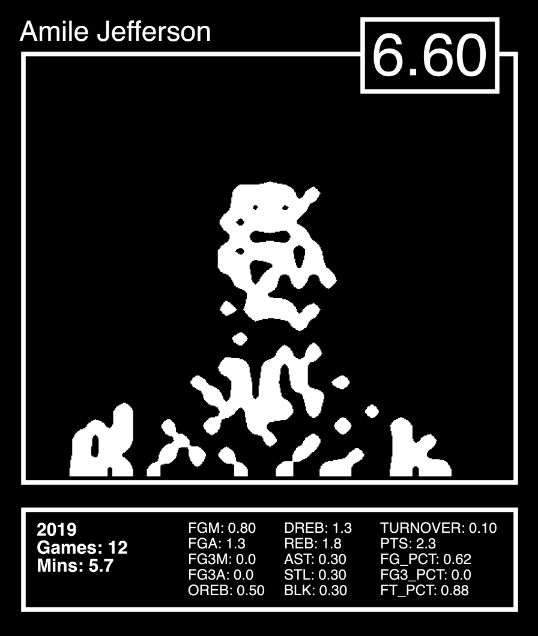 Amile Jefferson
6.60
2019
Games: 12
Mins: 5.7
FGM: 0.80
FGA: 1.3
FG3M: 0.0
FG3A: 0.0
OREB: 0.50
DREB: 1.3
REB: 1.8
AST: 0.30
STL: 0.30
BLK: 0.30
TURNOVER: 0.10
PTS: 2.3
FG_PCT: 0.62
FG3_PCT: 0.0
FT_PCT: 0.88